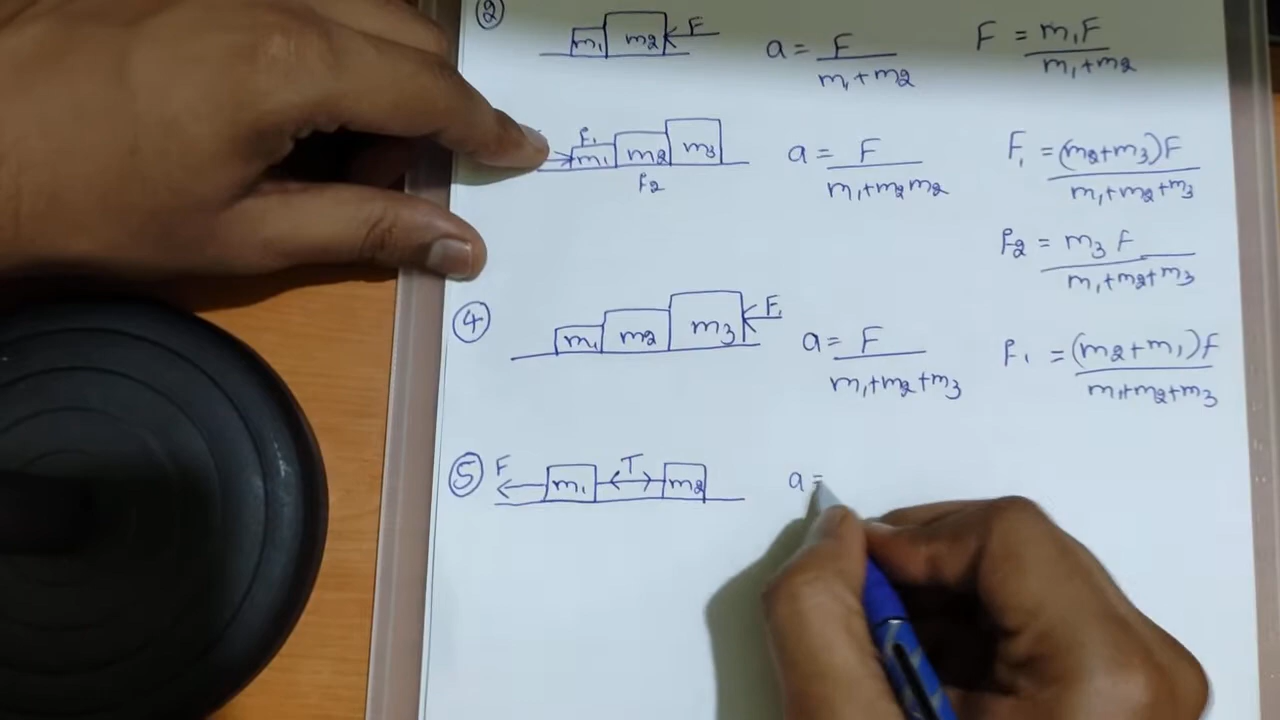 ②
m₁ m₂ F
a = F / m₁+m₂
F = m₁F / m₁+m₂
f₁
m₁ m₂ m₃
f₂
a = F / m₁+m₂m₂
F₁ = (m₂+m₃)F / m₁+m₂+m₃
f₂ = m₃ F / m₁+m₂+m₃
④
m₁ m₂ m₃ F₁
a = F / m₁+m₂+m₃
f₁ = (m₂+m₁)f / m₁+m₂+m₃
⑤
F m₁ T m₂
a =